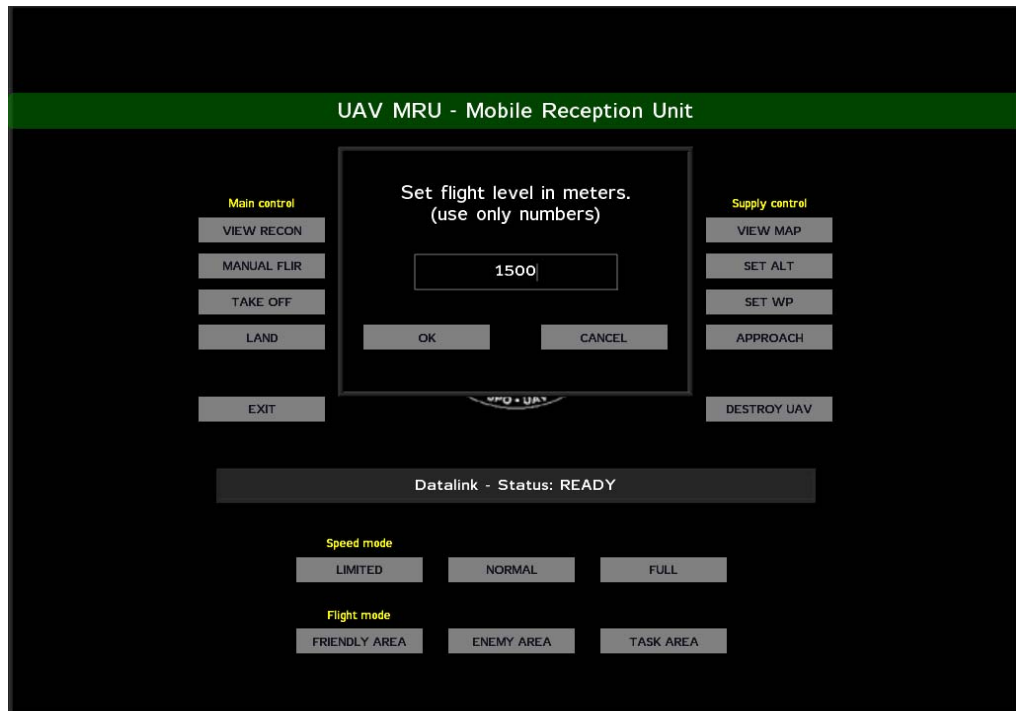 UAV MRU - Mobile Reception Unit
Set flight level in meters.
(use only numbers)
1500
OK
CANCEL
Main control
VIEW RECON
MANUAL FLIR
TAKE OFF
LAND
EXIT
Supply control
VIEW MAP
SET ALT
SET WP
APPROACH
DESTROY UAV
Datalink - Status: READY
Speed mode
LIMITED
NORMAL
FULL
Flight mode
FRIENDLY AREA
ENEMY AREA
TASK AREA